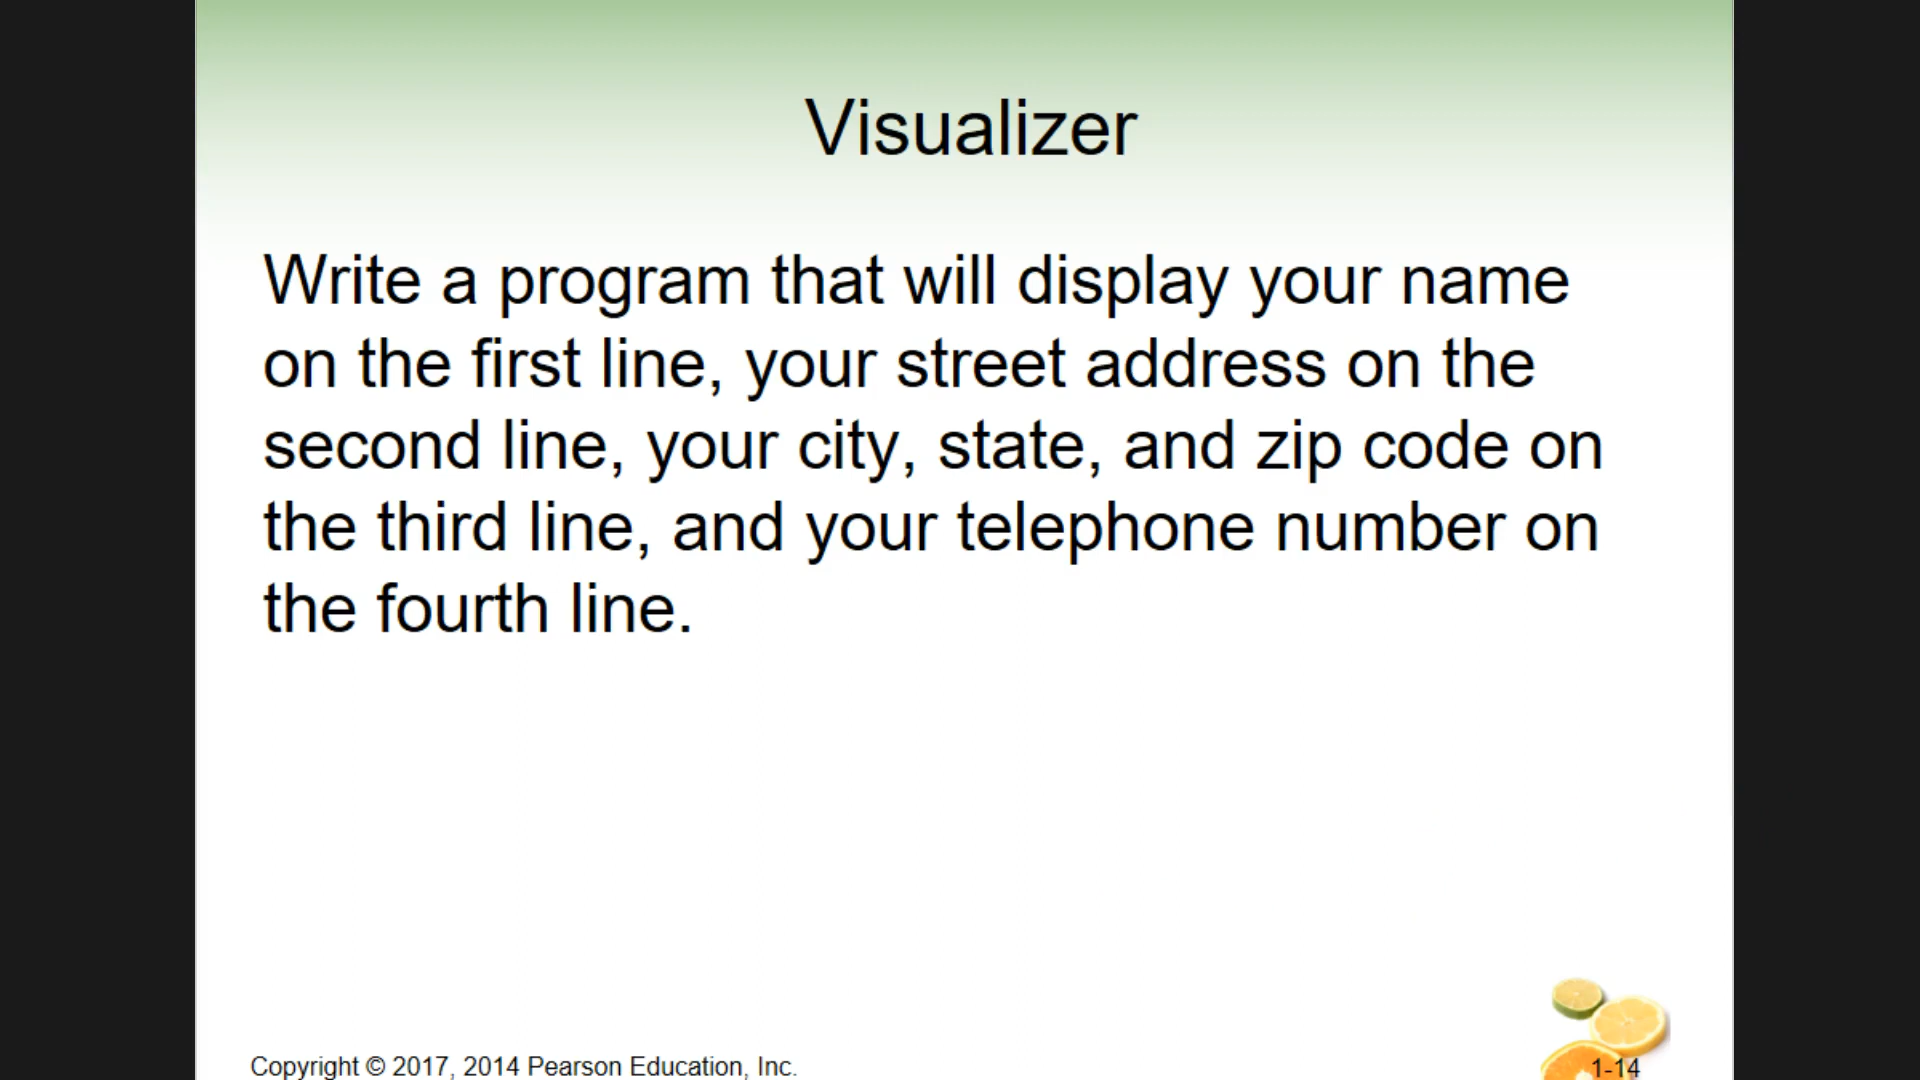 Visualizer
Write a program that will display your name
on the first line, your street address on the
second line, your city, state, and zip code on
the third line, and your telephone number on
the fourth line.
Copyright © 2017, 2014 Pearson Education, Inc.
1-14